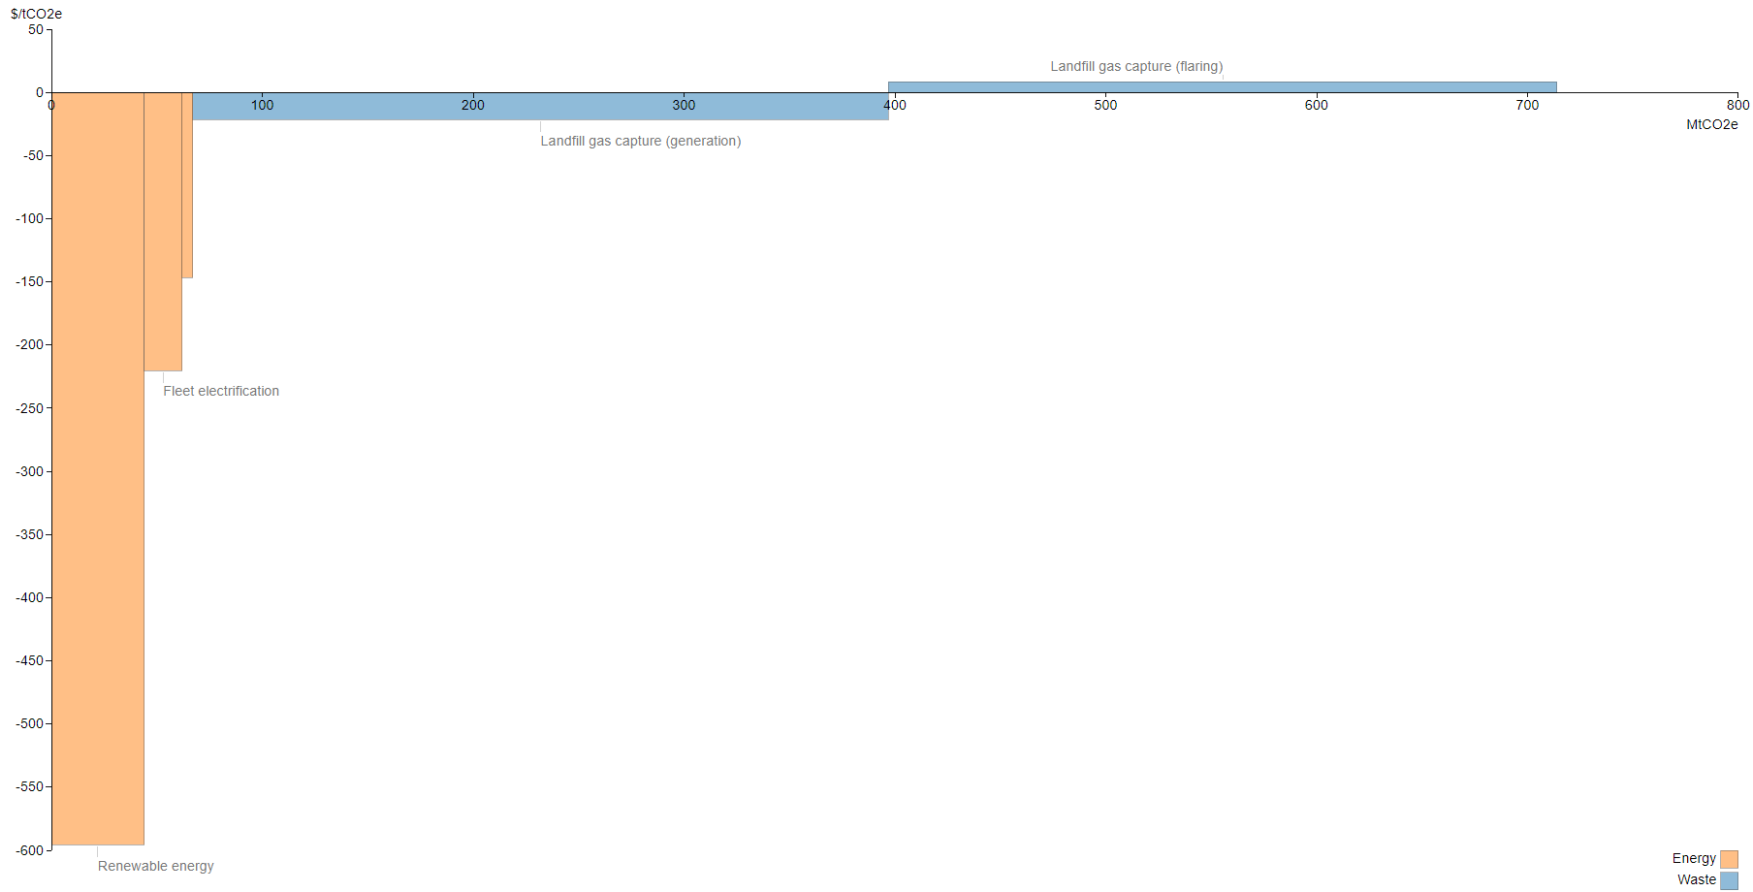 $/tCO2e
50
Landfill gas capture (flaring)
0
0 100 200 300 400 500 600 700 800
MtCO2e
Landfill gas capture (generation)
-50
-100
-150
-200
Fleet electrification
-250
-300
-350
-400
-450
-500
-550
-600
Renewable energy
Energy
Waste